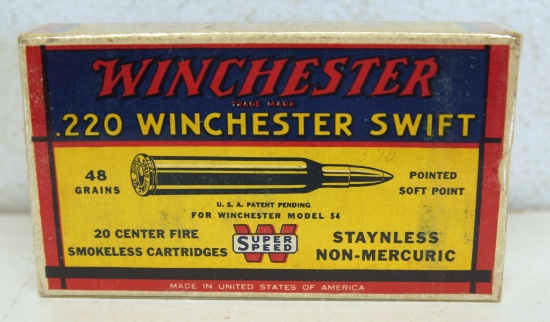 WINCHESTER
TRADE MARK
.220 WINCHESTER SWIFT
48
GRAINS
POINTED
SOFT POINT
U. S. A. PATENT PENDING
FOR WINCHESTER MODEL 54
20 CENTER FIRE
SMOKELESS CARTRIDGES
SUPER
W
SPEED
STAYNLESS
NON-MERCURIC
MADE IN UNITED STATES OF AMERICA